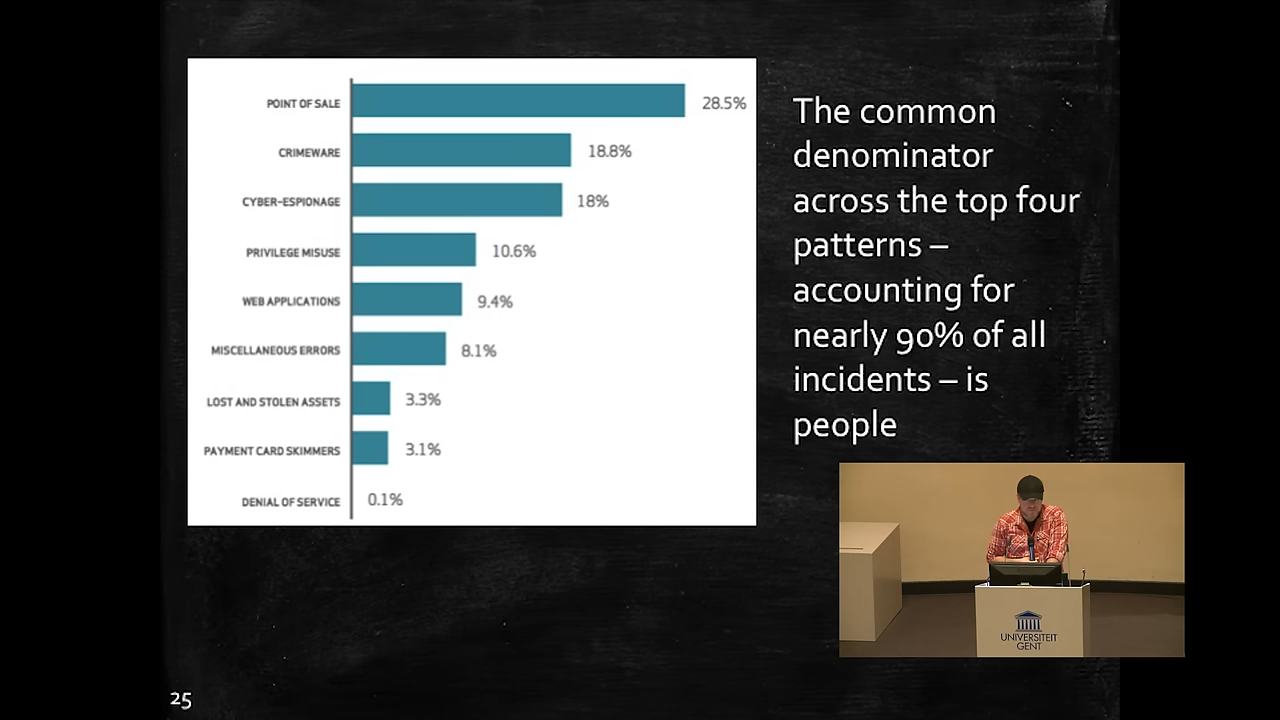 POINT OF SALE 28.5%
CRIMEWARE 18.8%
CYBER-ESPIONAGE 18%
PRIVILEGE MISUSE 10.6%
WEB APPLICATIONS 9.4%
MISCELLANEOUS ERRORS 8.1%
LOST AND STOLEN ASSETS 3.3%
PAYMENT CARD SKIMMERS 3.1%
DENIAL OF SERVICE 0.1%
The common
denominator
across the top four
patterns –
accounting for
nearly 90% of all
incidents – is
people
UNIVERSITEIT
GENT
25